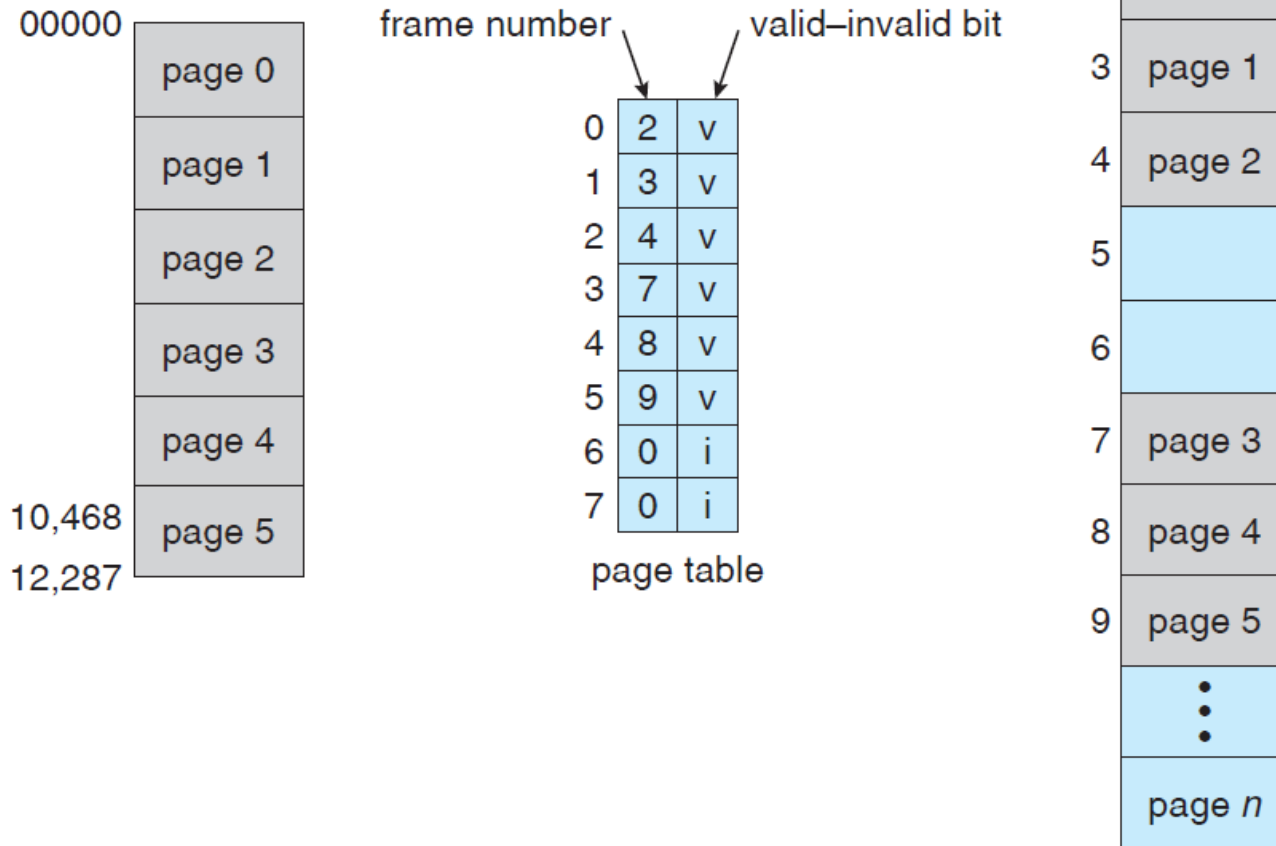 00000
page 0
page 1
page 2
page 3
page 4
10,468
page 5
12,287
frame number
valid–invalid bit
0 2 v
1 3 v
2 4 v
3 7 v
4 8 v
5 9 v
6 0 i
7 0 i
page table
3 page 1
4 page 2
5
6
7 page 3
8 page 4
9 page 5
page n